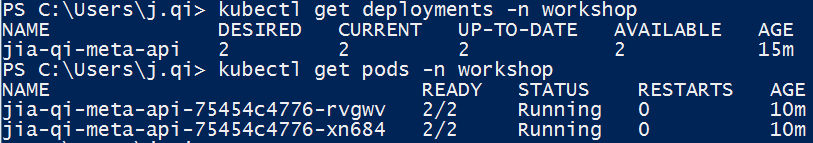 PS C:\Users\j.qi> kubectl get deployments -n workshop
NAME DESIRED CURRENT UP-TO-DATE AVAILABLE AGE
jia-qi-meta-api 2 2 2 2 15m
PS C:\Users\j.qi> kubectl get pods -n workshop
NAME READY STATUS RESTARTS AGE
jia-qi-meta-api-75454c4776-rvgwv 2/2 Running 0 10m
jia-qi-meta-api-75454c4776-xn684 2/2 Running 0 10m